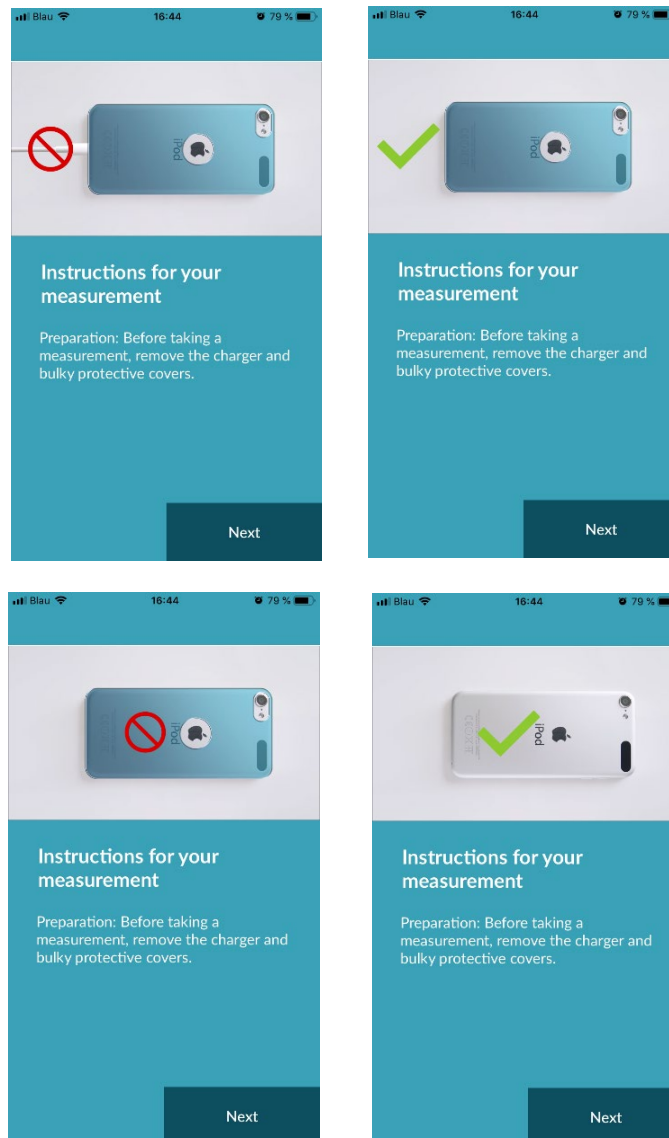 Blau 16:44 79 %
iPod
Instructions for your
measurement
Preparation: Before taking a
measurement, remove the charger and
bulky protective covers.
Next
Blau 16:44 79 %
iPod
Instructions for your
measurement
Preparation: Before taking a
measurement, remove the charger and
bulky protective covers.
Next
Blau 16:44 79 %
iPod
Instructions for your
measurement
Preparation: Before taking a
measurement, remove the charger and
bulky protective covers.
Next
Blau 16:44 79 %
iPod
Instructions for your
measurement
Preparation: Before taking a
measurement, remove the charger and
bulky protective covers.
Next